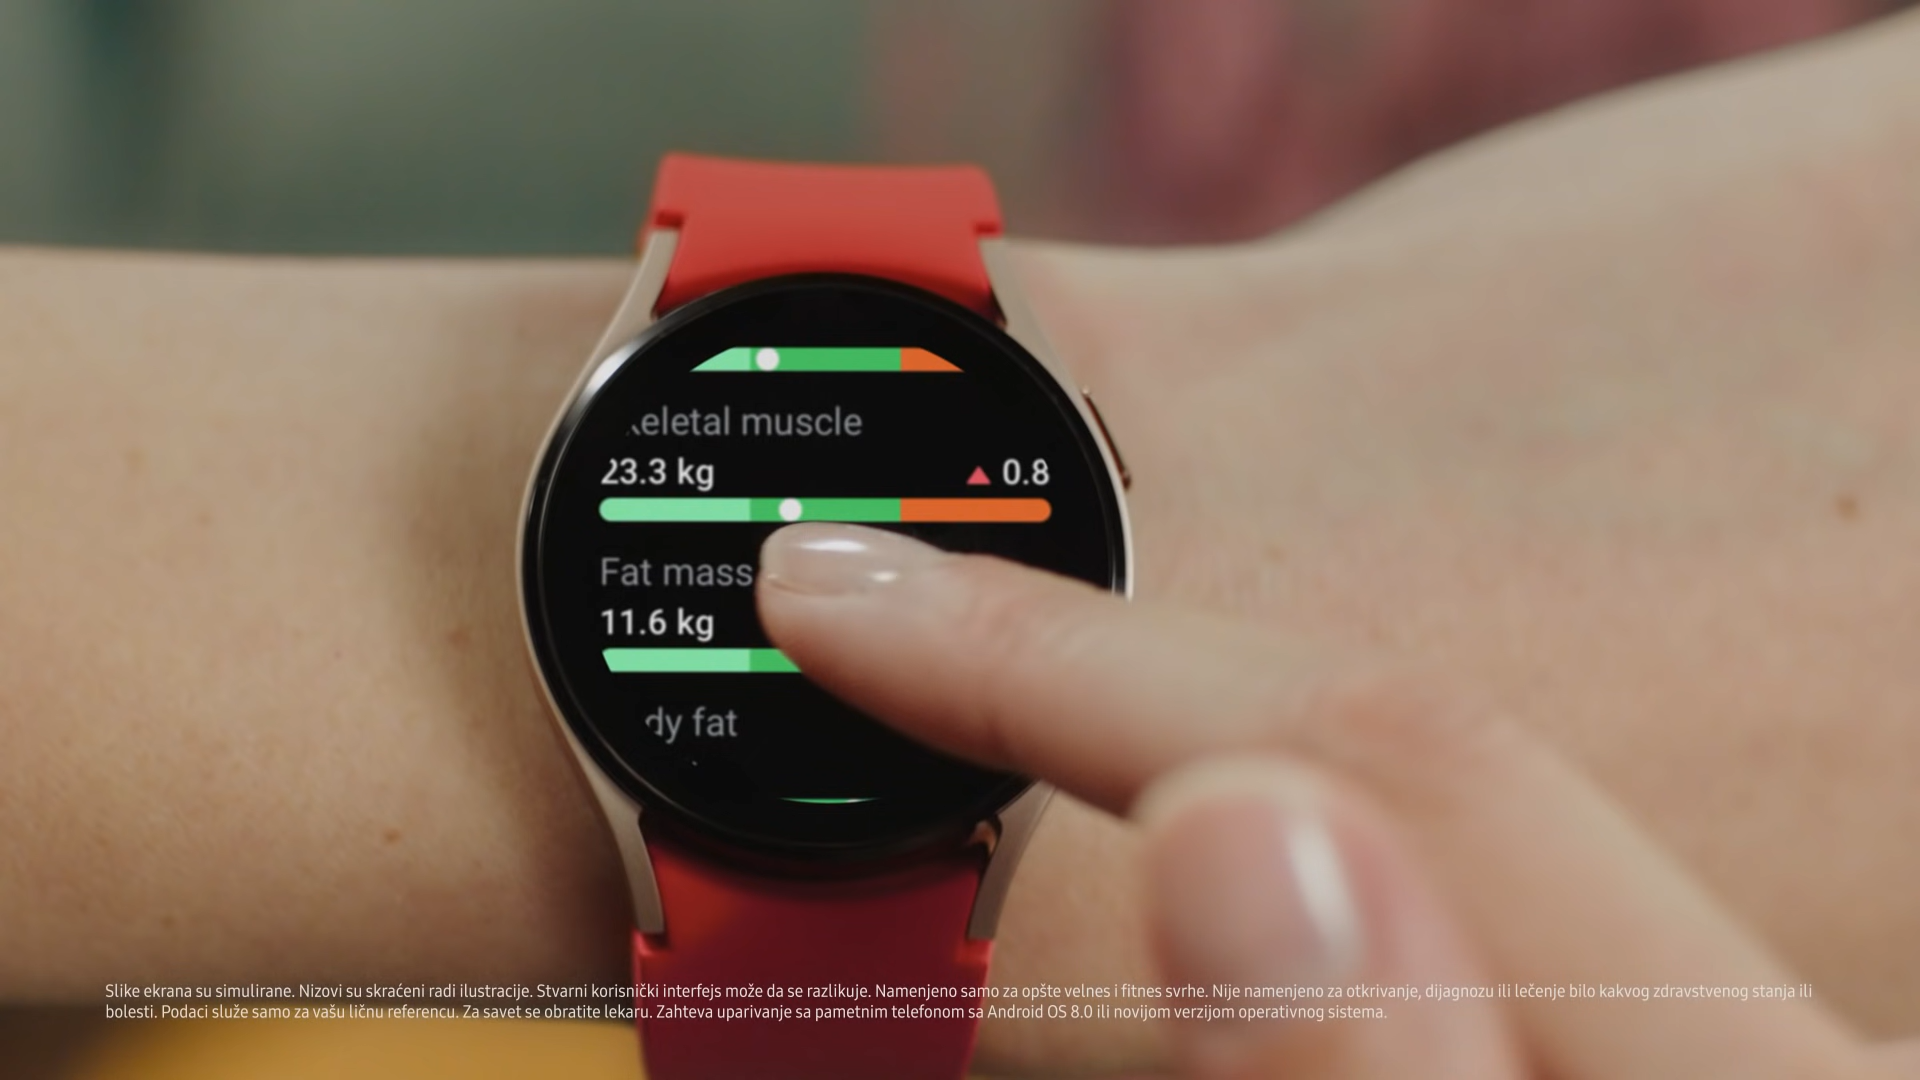 keletal muscle
23.3 kg ▲ 0.8
Fat mass
11.6 kg
dy fat
Slike ekrana su simulirane. Nizovi su skraćeni radi ilustracije. Stvarni korisnički interfejs može da se razlikuje. Namenjeno samo za opšte velnes i fitnes svrhe. Nije namenjeno za otkrivanje, dijagnozu ili lečenje bilo kakvog zdravstvenog stanja ili
bolesti. Podaci služe samo za vašu ličnu referencu. Za savet se obratite lekaru. Zahteva uparivanje sa pametnim telefonom sa Android OS 8.0 ili novijom verzijom operativnog sistema.